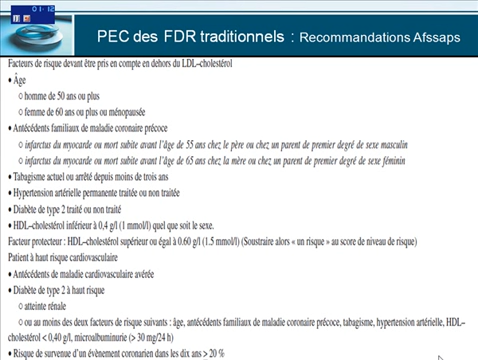 01:12
PEC des FDR traditionnels : Recommandations Afssaps
Facteurs de risque devant être pris en compte en dehors du LDL–cholestérol
• Âge
o homme de 50 ans ou plus
o femme de 60 ans ou plus ou ménopausée
• Antécédents familiaux de maladie coronaire précoce
o infarctus du myocarde ou mort subite avant l'âge de 55 ans chez le père ou chez un parent de premier degré de sexe masculin
o infarctus du myocarde ou mort subite avant l'âge de 65 ans chez la mère ou chez un parent de premier degré de sexe féminin
• Tabagisme actuel ou arrêté depuis moins de trois ans
• Hypertension artérielle permanente traitée ou non traitée
• Diabète de type 2 traité ou non traité
• HDL–cholestérol inférieur à 0,4 g/l (1 mmol/l) quel que soit le sexe.
Facteur protecteur : HDL–cholestérol supérieur ou égal à 0.60 g/l (1.5 mmol/l) (Soustraire alors « un risque » au score de niveau de risque)
Patient à haut risque cardiovasculaire
• Antécédents de maladie cardiovasculaire avérée
• Diabète de type 2 à haut risque
o atteinte rénale
o ou au moins des deux facteurs de risque suivants : âge, antécédents familiaux de maladie coronaire précoce, tabagisme, hypertension artérielle, HDL–
cholestérol < 0,40 g/l, microalbuminurie (> 30 mg/24 h)
• Risque de survenue d'un évènement coronarien dans les dix ans > 20 %